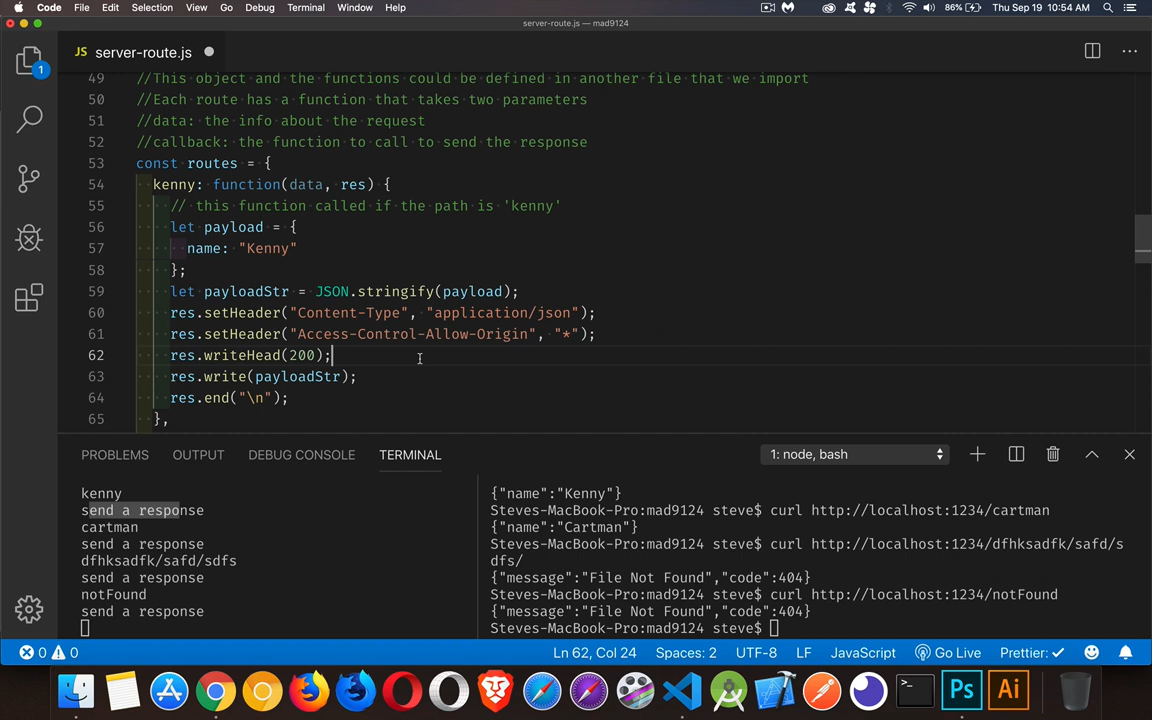 Code File Edit Selection View Go Debug Terminal Window Help 86% Thu Sep 19 10:54 AM
server-route.js — mad9124
JS server-route.js
1
49 //This object and the functions could be defined in another file that we import
50 //Each route has a function that takes two parameters
51 //data: the info about the request
52 //callback: the function to call to send the response
53 const routes = {
54 kenny: function(data, res) {
55 // this function called if the path is 'kenny'
56 let payload = {
57 name: "Kenny"
58 };
59 let payloadStr = JSON.stringify(payload);
60 res.setHeader("Content-Type", "application/json");
61 res.setHeader("Access-Control-Allow-Origin", "*");
62 res.writeHead(200);
63 res.write(payloadStr);
64 res.end("\n");
65 },
PROBLEMS OUTPUT DEBUG CONSOLE TERMINAL 1: node, bash
kenny
send a response
cartman
send a response
dfhksadfk/safd/sdfs
send a response
notFound
send a response
{"name":"Kenny"}
Steves-MacBook-Pro:mad9124 steve$ curl http://localhost:1234/cartman
{"name":"Cartman"}
Steves-MacBook-Pro:mad9124 steve$ curl http://localhost:1234/dfhksadfk/safd/s
dfs/
{"message":"File Not Found","code":404}
Steves-MacBook-Pro:mad9124 steve$ curl http://localhost:1234/notFound
{"message":"File Not Found","code":404}
Steves-MacBook-Pro:mad9124 steve$
0 0 Ln 62, Col 24 Spaces: 2 UTF-8 LF JavaScript Go Live Prettier: ✓
>_ Ps Ai